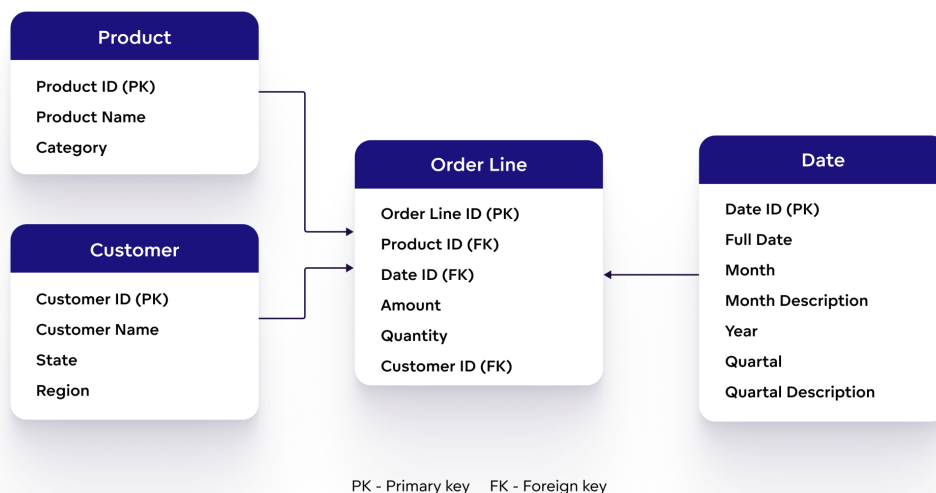 Product
Product ID (PK)
Product Name
Category
Customer
Customer ID (PK)
Customer Name
State
Region
Order Line
Order Line ID (PK)
Product ID (FK)
Date ID (FK)
Amount
Quantity
Customer ID (FK)
Date
Date ID (PK)
Full Date
Month
Month Description
Year
Quartal
Quartal Description
PK - Primary key FK - Foreign key